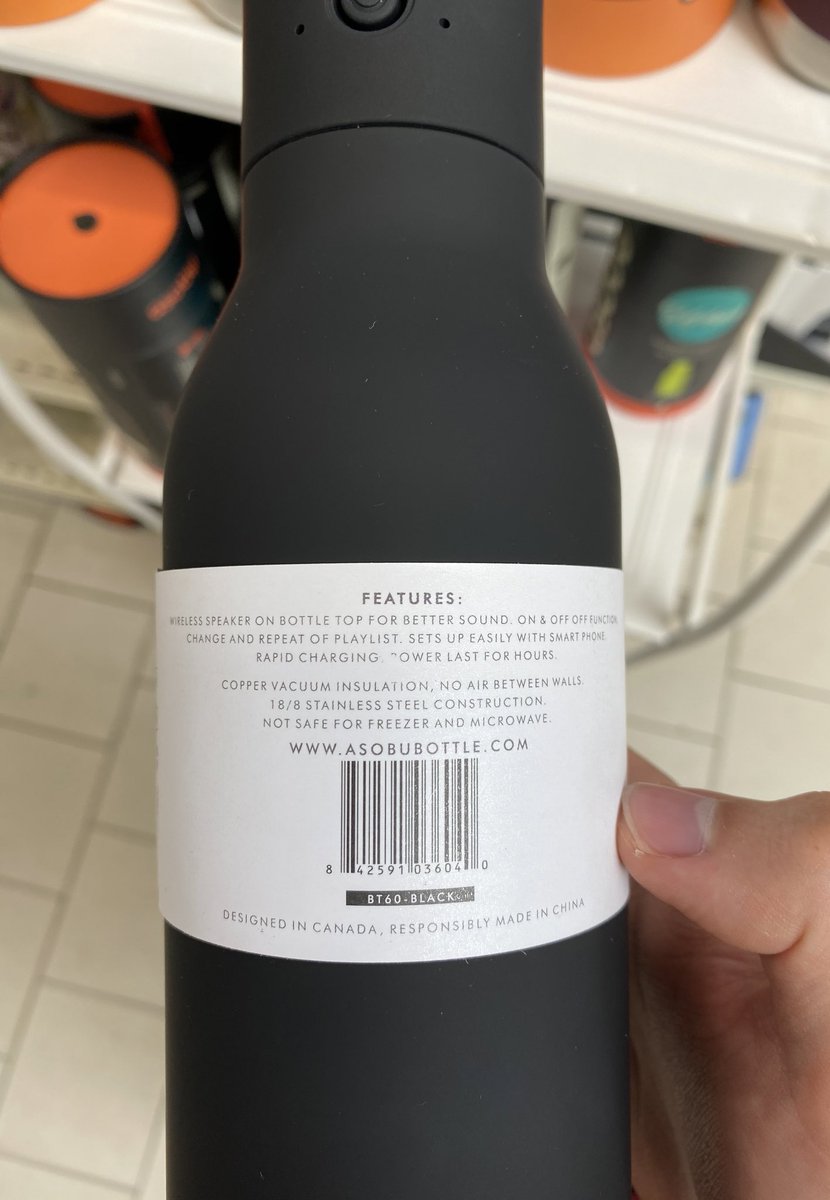 FEATURES:
WIRELESS SPEAKER ON BOTTLE TOP FOR BETTER SOUND. ON & OFF OFF FUNCTION,
CHANGE AND REPEAT OF PLAYLIST. SETS UP EASILY WITH SMART PHONE.
RAPID CHARGING, POWER LAST FOR HOURS.
COPPER VACUUM INSULATION, NO AIR BETWEEN WALLS.
18/8 STAINLESS STEEL CONSTRUCTION.
NOT SAFE FOR FREEZER AND MICROWAVE.
WWW.ASOBUBOTTLE.COM
8 42591 03604 0
BT60-BLACK
DESIGNED IN CANADA, RESPONSIBLY MADE IN CHINA